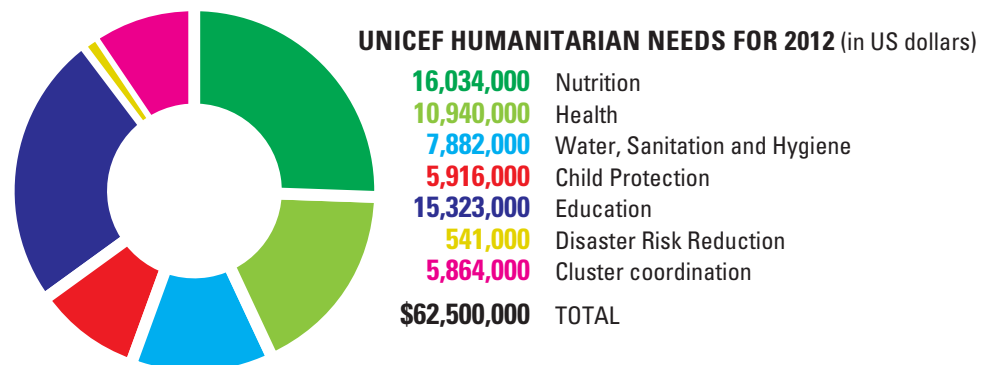 UNICEF HUMANITARIAN NEEDS FOR 2012 (in US dollars)
16,034,000 Nutrition
10,940,000 Health
7,882,000 Water, Sanitation and Hygiene
5,916,000 Child Protection
15,323,000 Education
541,000 Disaster Risk Reduction
5,864,000 Cluster coordination
$62,500,000 TOTAL